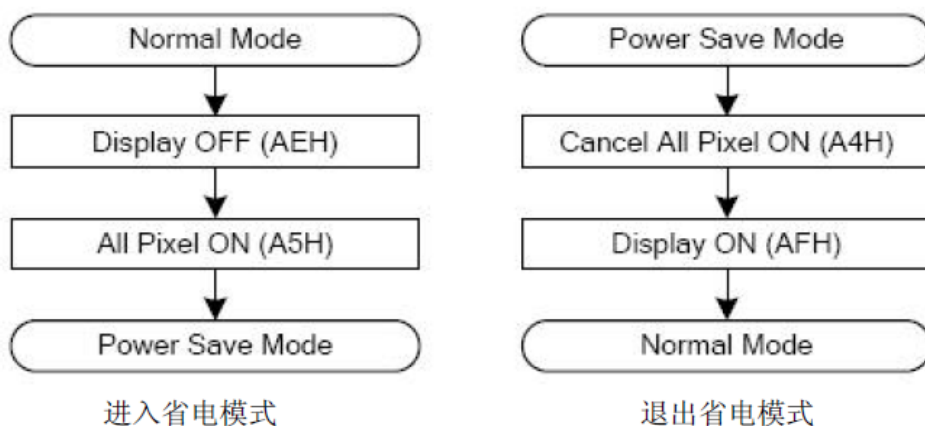 Normal Mode
Display OFF (AEH)
All Pixel ON (A5H)
Power Save Mode
进入省电模式
Power Save Mode
Cancel All Pixel ON (A4H)
Display ON (AFH)
Normal Mode
退出省电模式